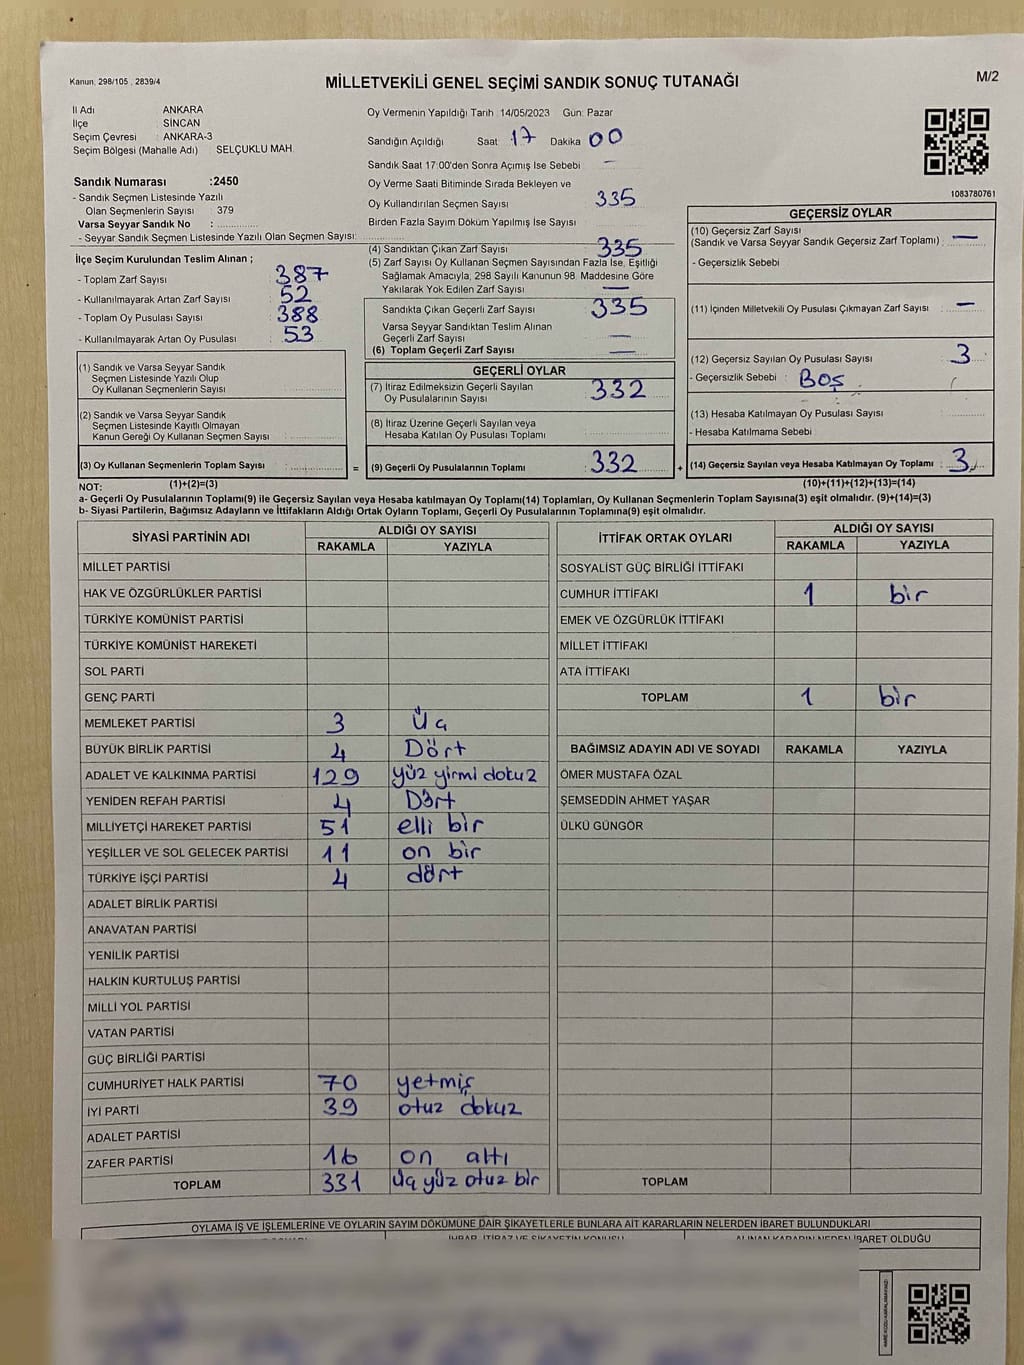 Kanun, 298/105 , 2839/4
MİLLETVEKİLİ GENEL SEÇİMİ SANDIK SONUÇ TUTANAĞI
M/2
İl Adı ANKARA
İlçe SİNCAN
Seçim Çevresi : ANKARA-3
Seçim Bölgesi (Mahalle Adı) SELÇUKLU MAH.
Sandık Numarası :2450
- Sandık Seçmen Listesinde Yazılı
Olan Seçmenlerin Sayısı : 379
Varsa Seyyar Sandık No :
- Seyyar Sandık Seçmen Listesinde Yazılı Olan Seçmen Sayısı:
İlçe Seçim Kurulundan Teslim Alınan ;
- Toplam Zarf Sayısı : 387
- Kullanılmayarak Artan Zarf Sayısı : 52
- Toplam Oy Pusulası Sayısı : 388
- Kullanılmayarak Artan Oy Pusulası : 53
(1) Sandık ve Varsa Seyyar Sandık
Seçmen Listesinde Yazılı Olup
Oy Kullanan Seçmenlerin Sayısı
(2) Sandık ve Varsa Seyyar Sandık
Seçmen Listesinde Kayıtlı Olmayan
Kanun Gereği Oy Kullanan Seçmen Sayısı
(3) Oy Kullanan Seçmenlerin Toplam Sayısı :
Oy Vermenin Yapıldığı Tarih :14/05/2023 Gün: Pazar
Sandığın Açıldığı Saat : 17 Dakika 00
Sandık Saat 17:00'den Sonra Açımış İse Sebebi –
Oy Verme Saati Bitiminde Sırada Bekleyen ve
Oy Kullandırılan Seçmen Sayısı : 335
Birden Fazla Sayım Döküm Yapılmış İse Sayısı
(4) Sandıktan Çıkan Zarf Sayısı : 335
(5) Zarf Sayısı Oy Kullanan Seçmen Sayısından Fazla İse, Eşitliği
Sağlamak Amacıyla, 298 Sayılı Kanunun 98. Maddesine Göre
Yakılarak Yok Edilen Zarf Sayısı –
Sandıkta Çıkan Geçerli Zarf Sayısı : 335
Varsa Seyyar Sandıktan Teslim Alınan
Geçerli Zarf Sayısı –
(6) Toplam Geçerli Zarf Sayısı –
GEÇERLİ OYLAR
(7) İtiraz Edilmeksizin Geçerli Sayılan
Oy Pusulalarının Sayısı : 332
(8) İtiraz Üzerine Geçerli Sayılan veya
Hesaba Katılan Oy Pusulası Toplamı
= (9) Geçerli Oy Pusulalarının Toplamı : 332
1083780761
GEÇERSİZ OYLAR
(10) Geçersiz Zarf Sayısı
(Sandık ve Varsa Seyyar Sandık Geçersiz Zarf Toplamı) –
- Geçersizlik Sebebi
(11) İçinden Milletvekili Oy Pusulası Çıkmayan Zarf Sayısı : –
(12) Geçersiz Sayılan Oy Pusulası Sayısı : 3
- Geçersizlik Sebebi : BOŞ
(13) Hesaba Katılmayan Oy Pusulası Sayısı
- Hesaba Katılmama Sebebi
+ (14) Geçersiz Sayılan veya Hesaba Katılmayan Oy Toplamı : 3
NOT: (1)+(2)=(3) (10)+(11)+(12)+(13)=(14)
a- Geçerli Oy Pusulalarının Toplamı(9) ile Geçersiz Sayılan veya Hesaba katılmayan Oy Toplamı(14) Toplamları, Oy Kullanan Seçmenlerin Toplam Sayısına(3) eşit olmalıdır. (9)+(14)=(3)
b- Siyasi Partilerin, Bağımsız Adayların ve İttifakların Aldığı Ortak Oyların Toplamı, Geçerli Oy Pusulalarının Toplamına(9) eşit olmalıdır.
SİYASİ PARTİNİN ADI ALDIĞI OY SAYISI
RAKAMLA YAZIYLA
MİLLET PARTİSİ
HAK VE ÖZGÜRLÜKLER PARTİSİ
TÜRKİYE KOMÜNİST PARTİSİ
TÜRKİYE KOMÜNİST HAREKETİ
SOL PARTİ
GENÇ PARTİ
MEMLEKET PARTİSİ 3 Üç
BÜYÜK BİRLİK PARTİSİ 4 Dört
ADALET VE KALKINMA PARTİSİ 129 yüz yirmi dokuz
YENİDEN REFAH PARTİSİ 4 Dört
MİLLİYETÇİ HAREKET PARTİSİ 51 elli bir
YEŞİLLER VE SOL GELECEK PARTİSİ 11 on bir
TÜRKİYE İŞÇİ PARTİSİ 4 dört
ADALET BİRLİK PARTİSİ
ANAVATAN PARTİSİ
YENİLİK PARTİSİ
HALKIN KURTULUŞ PARTİSİ
MİLLİ YOL PARTİSİ
VATAN PARTİSİ
GÜÇ BİRLİĞİ PARTİSİ
CUMHURİYET HALK PARTİSİ 70 yetmiş
İYİ PARTİ 39 otuz dokuz
ADALET PARTİSİ
ZAFER PARTİSİ 16 on altı
TOPLAM 331 üç yüz otuz bir
İTTİFAK ORTAK OYLARI ALDIĞI OY SAYISI
RAKAMLA YAZIYLA
SOSYALİST GÜÇ BİRLİĞİ İTTİFAKI
CUMHUR İTTİFAKI 1 bir
EMEK VE ÖZGÜRLÜK İTTİFAKI
MİLLET İTTİFAKI
ATA İTTİFAKI
TOPLAM 1 bir
BAĞIMSIZ ADAYIN ADI VE SOYADI RAKAMLA YAZIYLA
ÖMER MUSTAFA ÖZAL
ŞEMSEDDİN AHMET YAŞAR
ÜLKÜ GÜNGÖR
TOPLAM
OYLAMA İŞ VE İŞLEMLERİNE VE OYLARIN SAYIM DÖKÜMÜNE DAİR ŞİKAYETLERLE BUNLARA AİT KARARLARIN NELERDEN İBARET BULUNDUKLARI
İHBAR, İTİRAZ VE ŞİKAYETİN KONUSU
ALINAN KARARIN NEDEN İBARET OLDUĞU